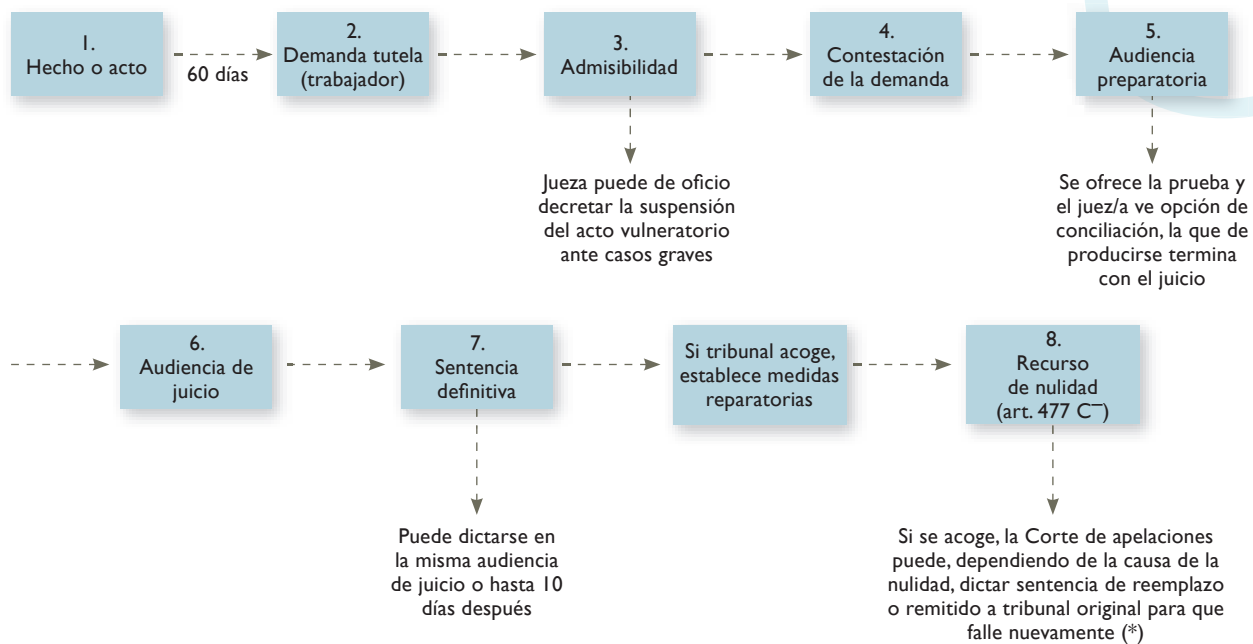 1.
Hecho o acto
60 días
2.
Demanda tutela
(trabajador)
3.
Admisibilidad
4.
Contestación
de la demanda
5.
Audiencia
preparatoria
Jueza puede de oficio
decretar la suspensión
del acto vulneratorio
ante casos graves
Se ofrece la prueba y
el juez/a ve opción de
conciliación, la que de
producirse termina
con el juicio
6.
Audiencia de
juicio
7.
Sentencia
definitiva
Si tribunal acoge,
establece medidas
reparatorias
8.
Recurso
de nulidad
(art. 477 C¯)
Puede dictarse en
la misma audiencia
de juicio o hasta 10
días después
Si se acoge, la Corte de apelaciones
puede, dependiendo de la causa de la
nulidad, dictar sentencia de reemplazo
o remitido a tribunal original para que
falle nuevamente (*)